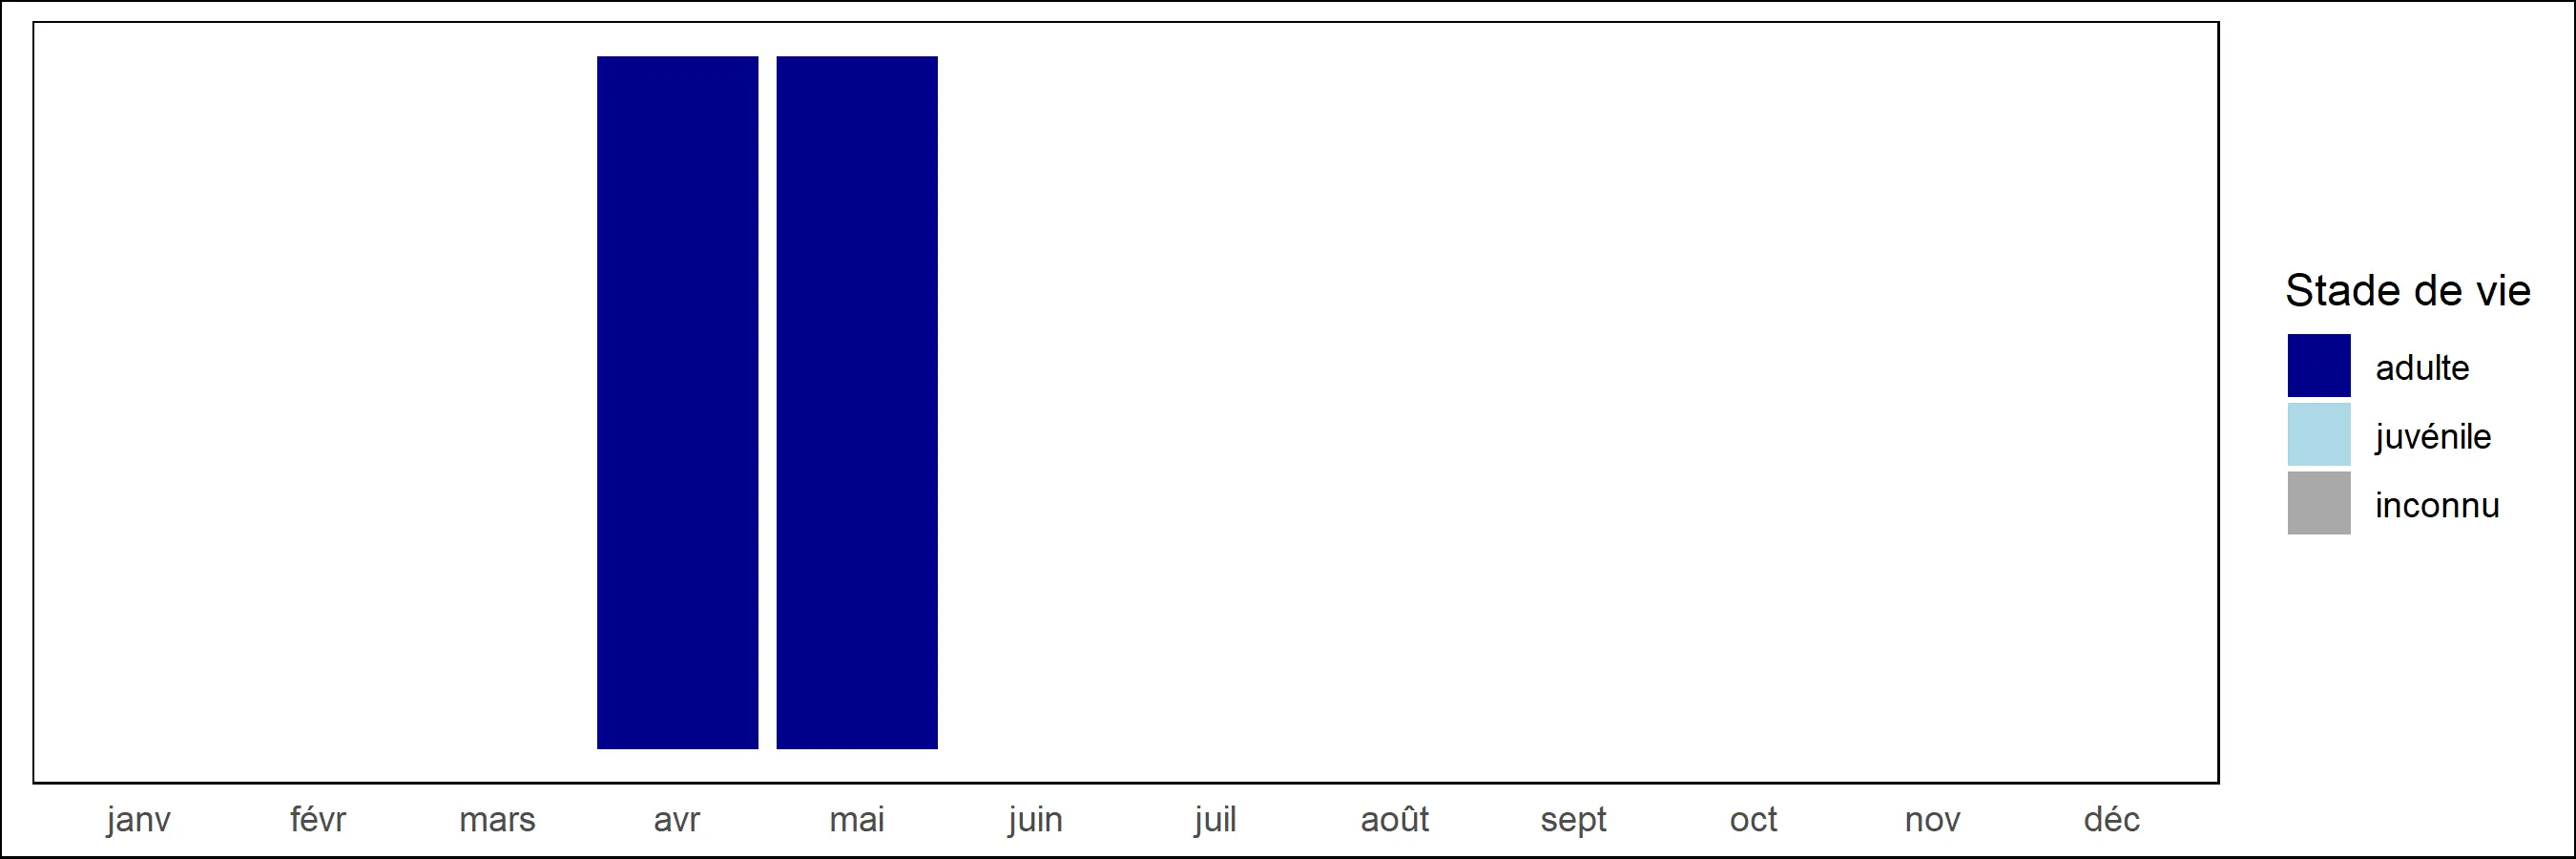 Stade de vie
adulte
juvénile
inconnu
janv févr mars avr mai juin juil août sept oct nov déc